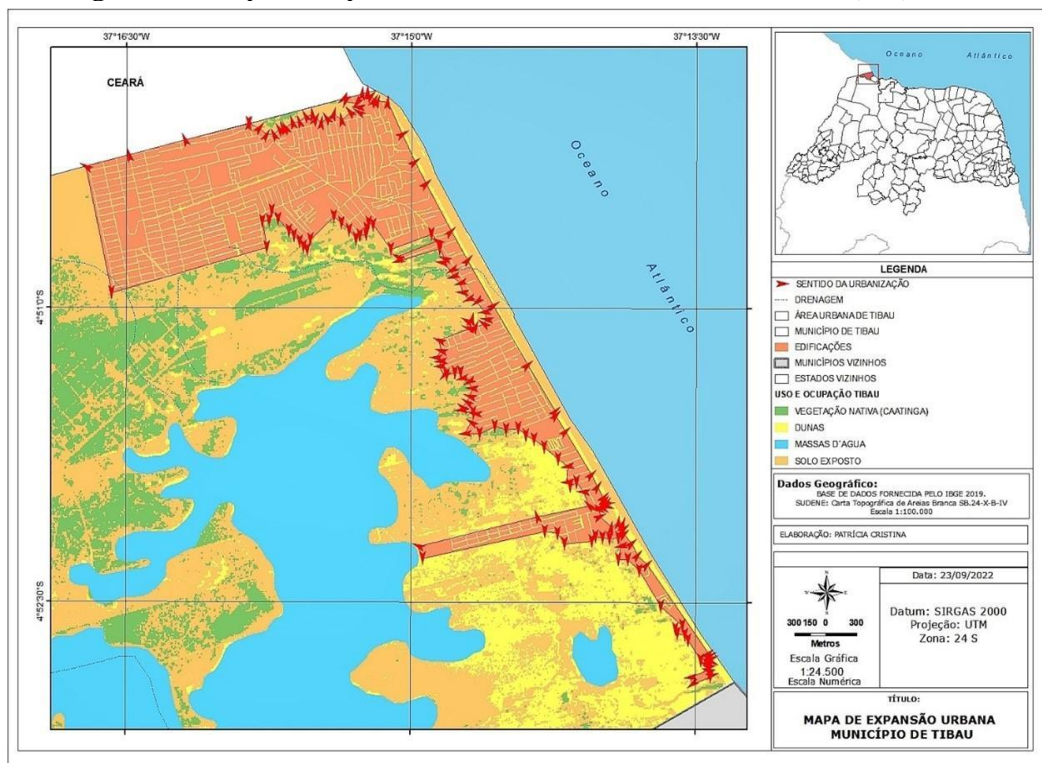 37°16'30"W
37°15'0"W
37°13'30"W
CEARÁ
Oceano
Atlântico
4°51'0"S
4°52'30"S
Oceano Atlântico
LEGENDA
SENTIDO DA URBANIZAÇÃO
DRENAGEM
ÁREA URBANA DE TIBAU
MUNICÍPIO DE TIBAU
EDIFICAÇÕES
MUNICÍPIOS VIZINHOS
ESTADOS VIZINHOS
USO E OCUPAÇÃO TIBAU
VEGETAÇÃO NATIVA (CAATINGA)
DUNAS
MASSAS D'AGUA
SOLO EXPOSTO
Dados Geográfico:
BASE DE DADOS FORNECIDA PELO IBGE 2019.
SUDENE: Carta Topográfica de Areias Branca SB.24-X-B-IV
Escala 1:100.000
ELABORAÇÃO: PATRÍCIA CRISTINA
300 150 0 300
Metros
Escala Gráfica
1:24.500
Escala Numérica
Data: 23/09/2022
Datum: SIRGAS 2000
Projeção: UTM
Zona: 24 S
TÍTULO:
MAPA DE EXPANSÃO URBANA
MUNICÍPIO DE TIBAU